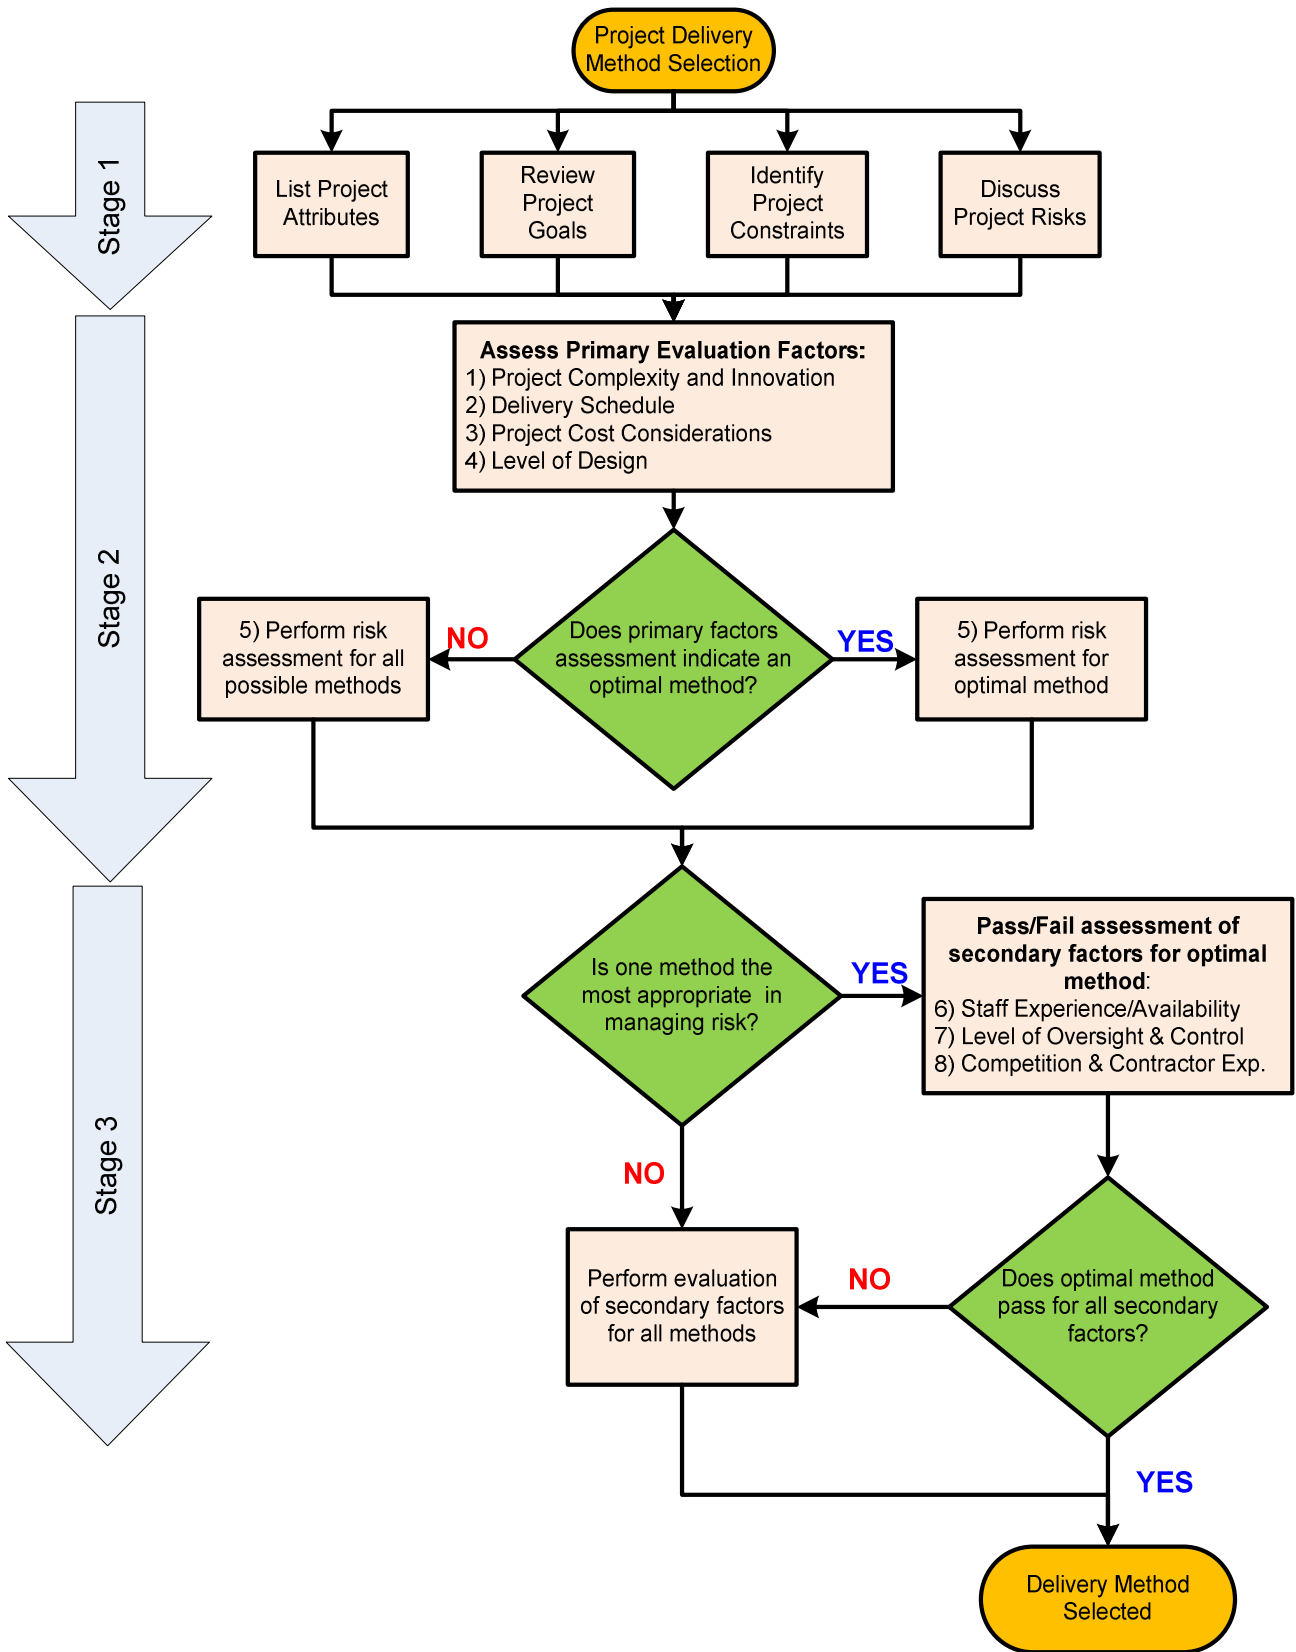 Project Delivery
Method Selection
Stage 1
List Project
Attributes
Review
Project
Goals
Identify
Project
Constraints
Discuss
Project Risks
Assess Primary Evaluation Factors:
1) Project Complexity and Innovation
2) Delivery Schedule
3) Project Cost Considerations
4) Level of Design
Stage 2
5) Perform risk
assessment for all
possible methods
NO
Does primary factors
assessment indicate an
optimal method?
YES
5) Perform risk
assessment for
optimal method
Stage 3
Is one method the
most appropriate in
managing risk?
YES
Pass/Fail assessment of
secondary factors for optimal
method:
6) Staff Experience/Availability
7) Level of Oversight & Control
8) Competition & Contractor Exp.
NO
Perform evaluation
of secondary factors
for all methods
NO
Does optimal method
pass for all secondary
factors?
YES
Delivery Method
Selected